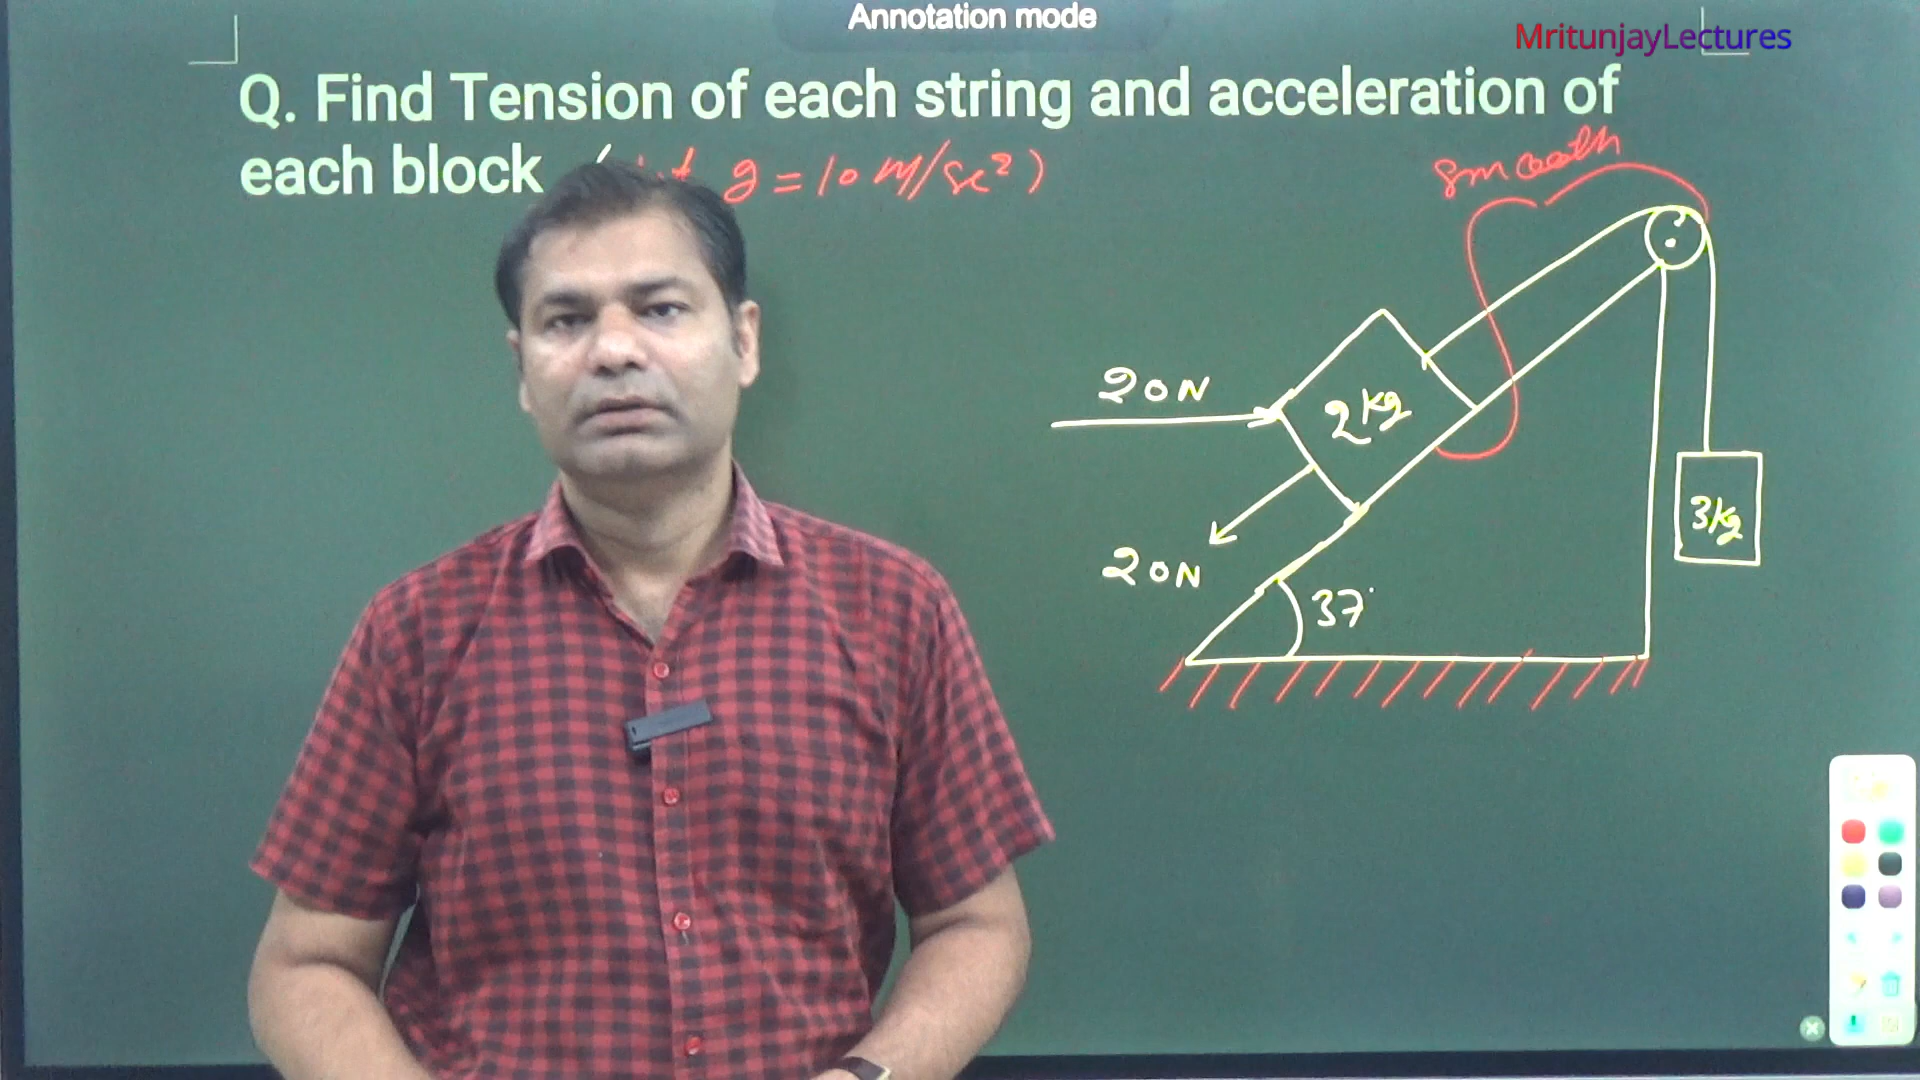 Annotation mode
MritunjayLectures
Q. Find Tension of each string and acceleration of
each block ( g = 10 M/sec²)
smooth
20N
2kg
20N
3kg
37°